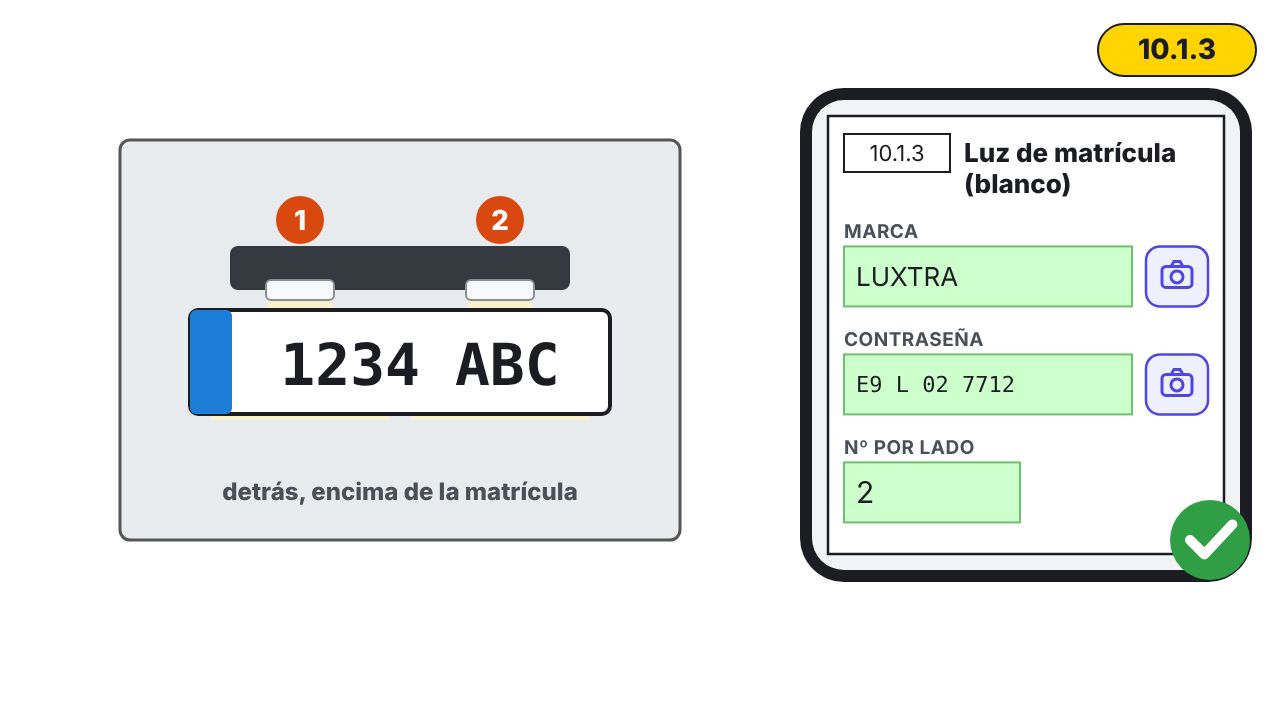 10.1.3
1
2
1234 ABC
detrás, encima de la matrícula
10.1.3
Luz de matrícula
(blanco)
MARCA
LUXTRA
CONTRASEÑA
E9 L 02 7712
Nº POR LADO
2